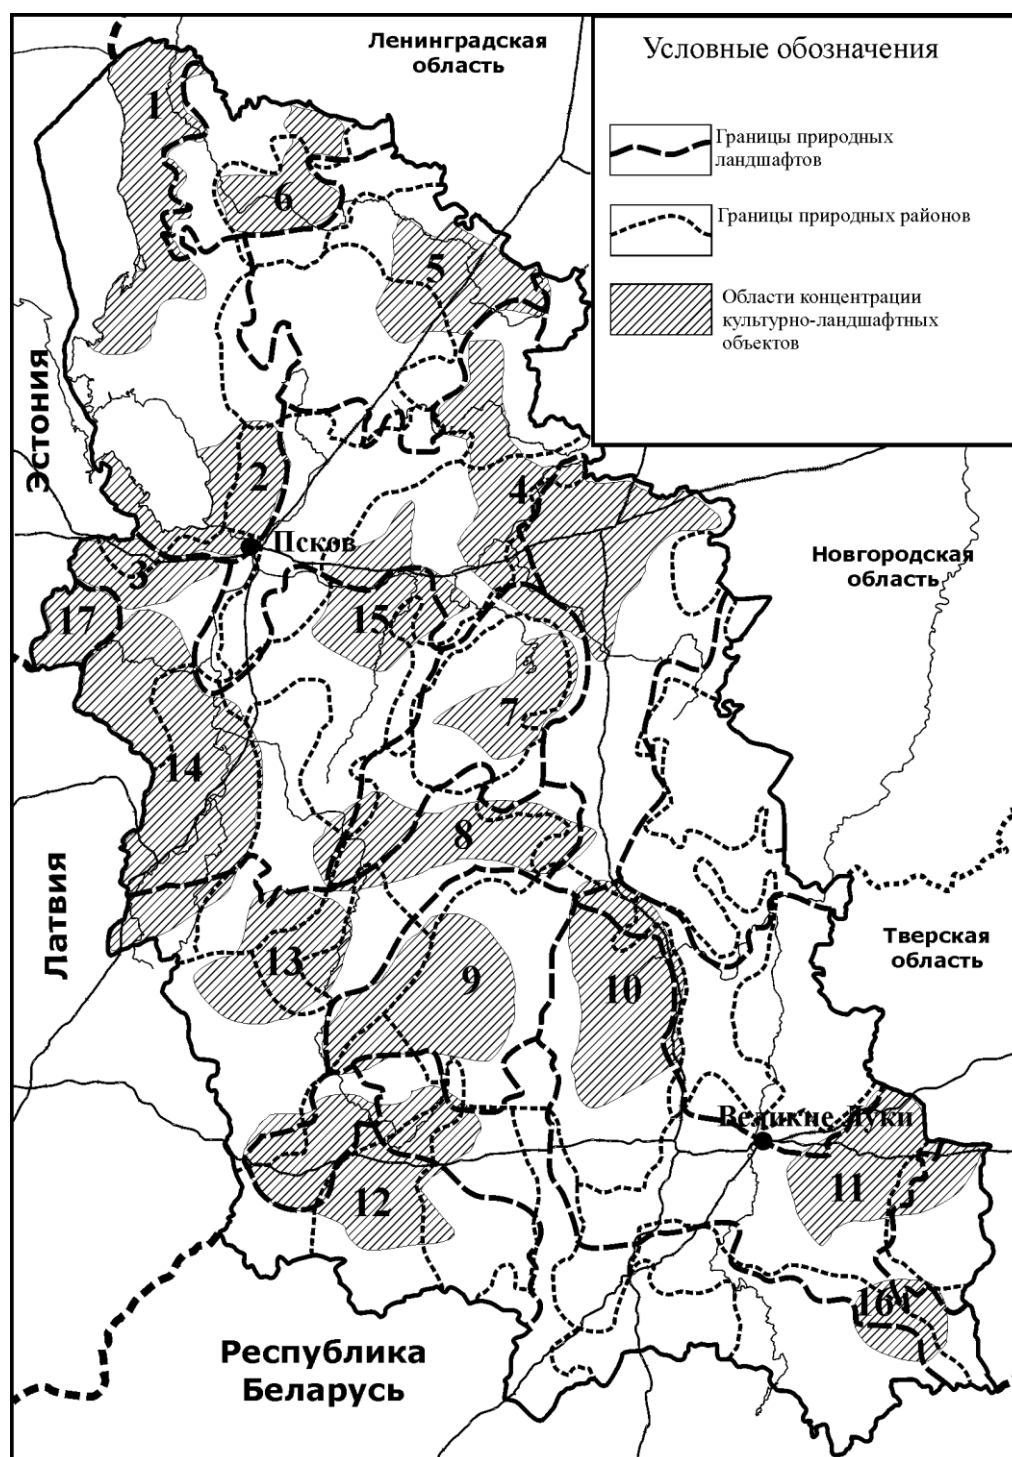 Ленинградская
область
Условные обозначения
Границы природных
ландшафтов
Границы природных районов
Области концентрации
культурно-ландшафтных
объектов
1
6
5
Эстония
2
4
Псков
3
Новгородская
область
17
15
7
14
8
Латвия
Тверская
область
13
9
10
Великие Луки
12
11
16
Республика
Беларусь